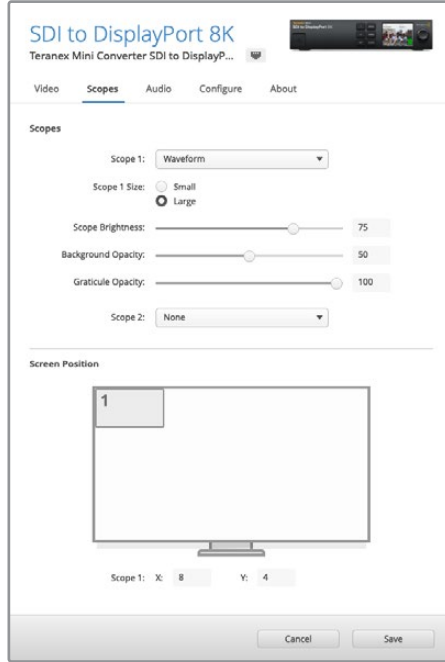 SDI to DisplayPort 8K
Teranex Mini Converter SDI to DisplayP...
Video Scopes Audio Configure About
Scopes
Scope 1: Waveform
Scope 1 Size: Small
Large
Scope Brightness: 75
Background Opacity: 50
Graticule Opacity: 100
Scope 2: None
Screen Position
1
Scope 1: X: 8 Y: 4
Cancel Save